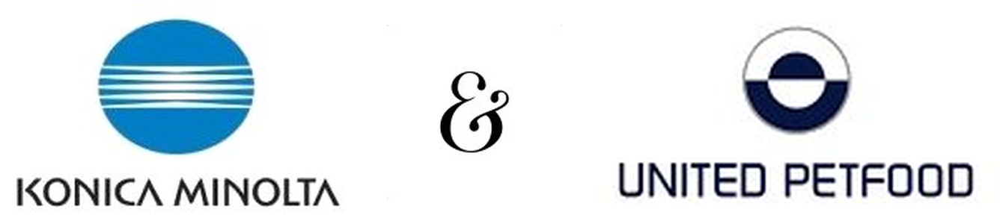 KONICA MINOLTA
&
UNITED PETFOOD